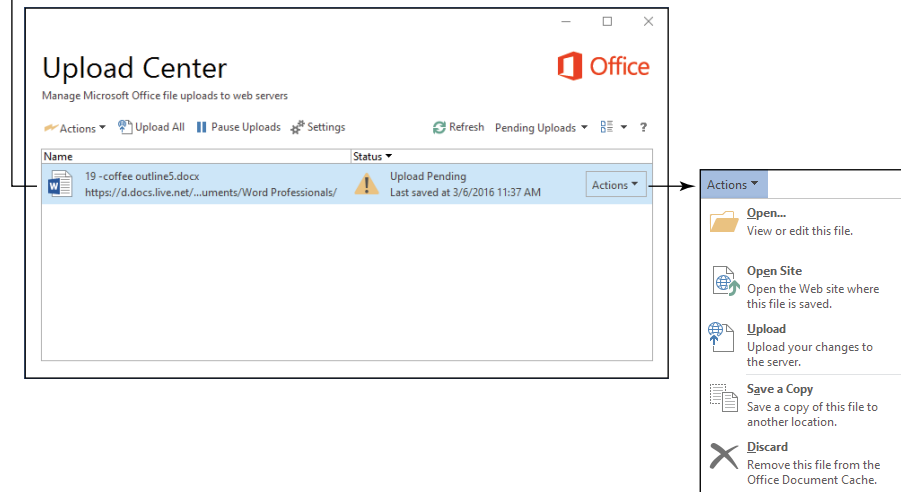 Upload Center
Office
Manage Microsoft Office file uploads to web servers
Actions Upload All Pause Uploads Settings Refresh Pending Uploads ?
Name Status
19 -coffee outline5.docx Upload Pending
https://d.docs.live.net/...uments/Word Professionals/ Last saved at 3/6/2016 11:37 AM
Actions
Actions
Open...
View or edit this file.
Open Site
Open the Web site where
this file is saved.
Upload
Upload your changes to
the server.
Save a Copy
Save a copy of this file to
another location.
Discard
Remove this file from the
Office Document Cache.